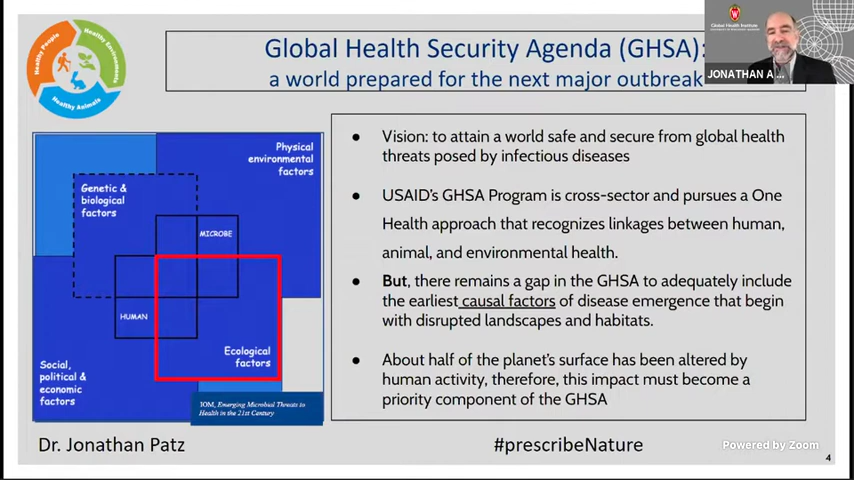 Global Health Security Agenda (GHSA):
a world prepared for the next major outbreak
Global Health Institute
JONATHAN A ...
Healthy People
Healthy Environments
Healthy Animals
Physical
environmental
factors
Genetic &
biological
factors
MICROBE
HUMAN
Ecological
factors
Social,
political &
economic
factors
IOM, Emerging Microbial Threats to
Health in the 21st Century
● Vision: to attain a world safe and secure from global health
threats posed by infectious diseases
● USAID's GHSA Program is cross-sector and pursues a One
Health approach that recognizes linkages between human,
animal, and environmental health.
● But, there remains a gap in the GHSA to adequately include
the earliest causal factors of disease emergence that begin
with disrupted landscapes and habitats.
● About half of the planet's surface has been altered by
human activity, therefore, this impact must become a
priority component of the GHSA
Dr. Jonathan Patz
#prescribeNature
Powered by Zoom
4